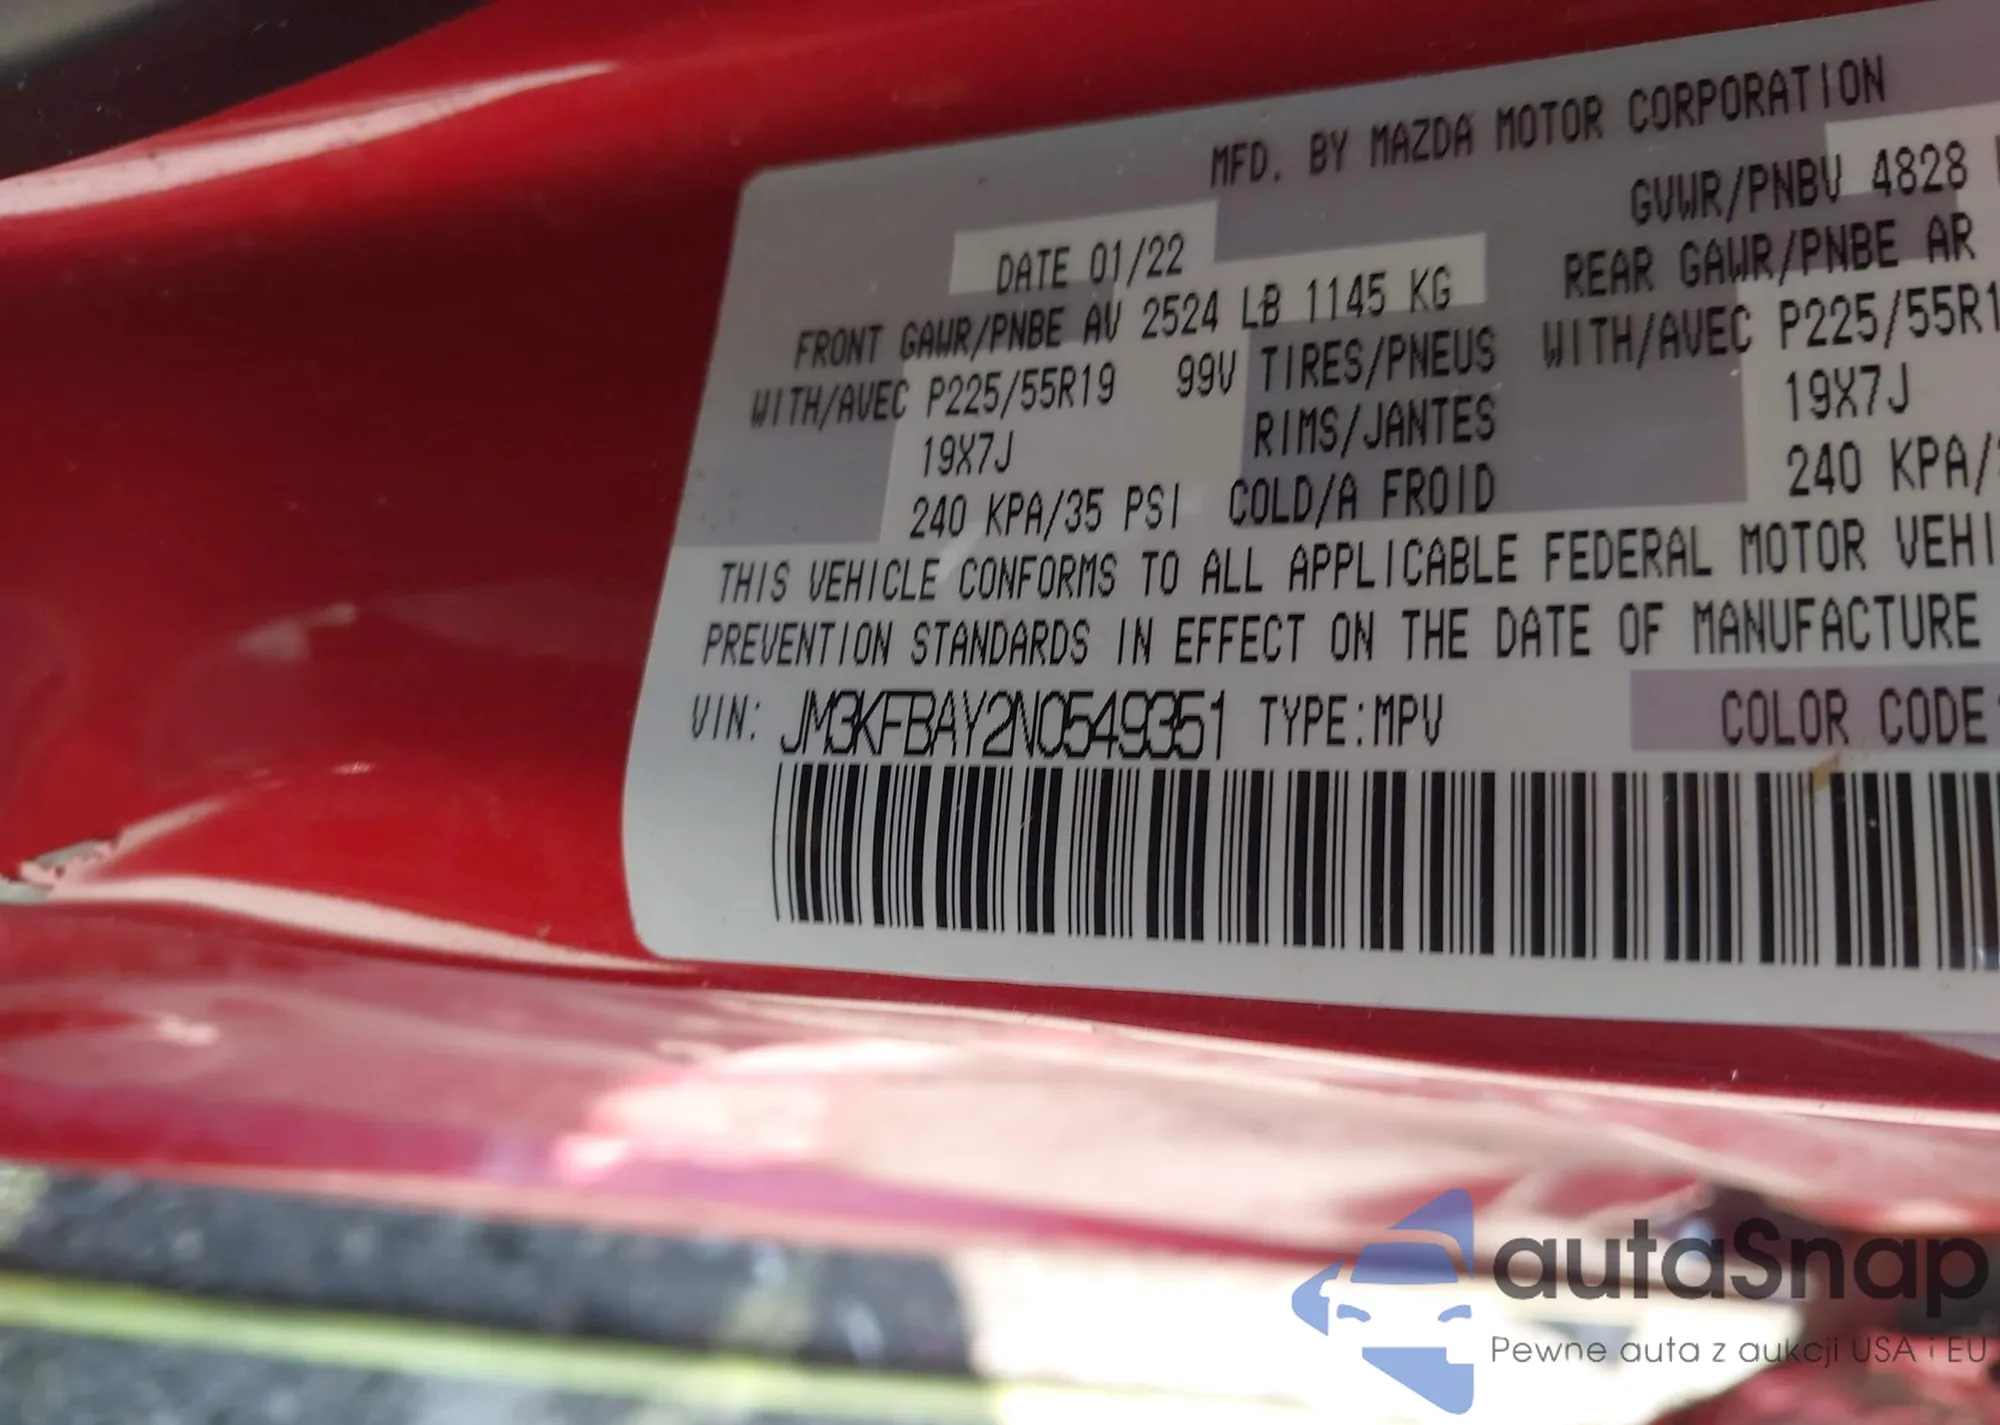 MFD. BY MAZDA MOTOR CORPORATION
DATE 01/22
GVWR/PNBV 4828
FRONT GAWR/PNBE AV 2524 LB 1145 KG
REAR GAWR/PNBE AR
WITH/AVEC P225/55R19 99V TIRES/PNEUS
WITH/AVEC P225/55R1
19X7J
RIMS/JANTES
19X7J
240 KPA/35 PSI COLD/A FROID
240 KPA/
THIS VEHICLE CONFORMS TO ALL APPLICABLE FEDERAL MOTOR VEHI
PREVENTION STANDARDS IN EFFECT ON THE DATE OF MANUFACTURE
VIN: JM3KFBAY2N0549351 TYPE:MPV
COLOR CODE
autaSnap
Pewne auta z aukcji USA i EU